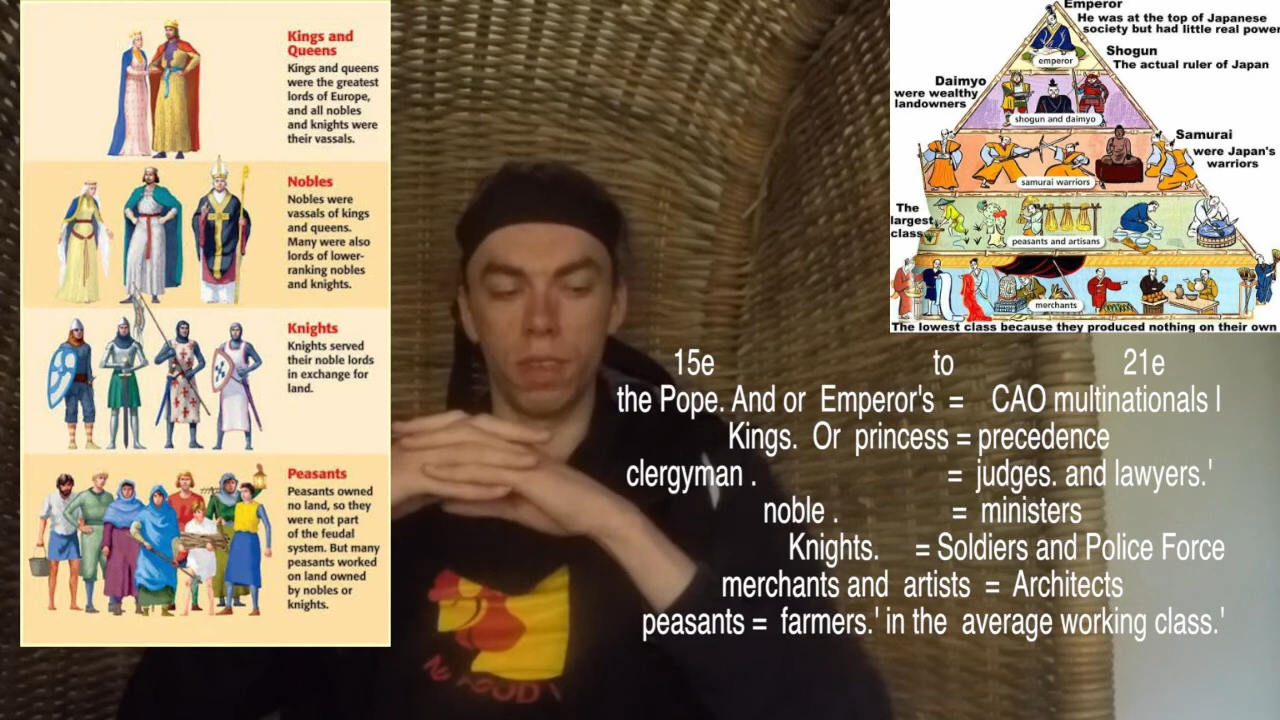 Kings and
Queens
Kings and queens
were the greatest
lords of Europe,
and all nobles
and knights were
their vassals.
Nobles
Nobles were
vassals of kings
and queens.
Many were also
lords of lower-
ranking nobles
and knights.
Knights
Knights served
their noble lords
in exchange for
land.
Peasants
Peasants owned
no land, so they
were not part
of the feudal
system. But many
peasants worked
on land owned
by nobles or
knights.
Emperor
He was at the top of Japanese
society but had little real power
Shogun
The actual ruler of Japan
emperor
Daimyo
were wealthy
landowners
shogun and daimyo
Samurai
were Japan's
warriors
samurai warriors
The
largest
class
peasants and artisans
merchants
The lowest class because they produced nothing on their own
15e to 21e
the Pope. And or Emperor's = CAO multinationals l
Kings. Or princess = precedence
clergyman . = judges. and lawyers.'
noble . = ministers
Knights. = Soldiers and Police Force
merchants and artists = Architects
peasants = farmers.' in the average working class.'